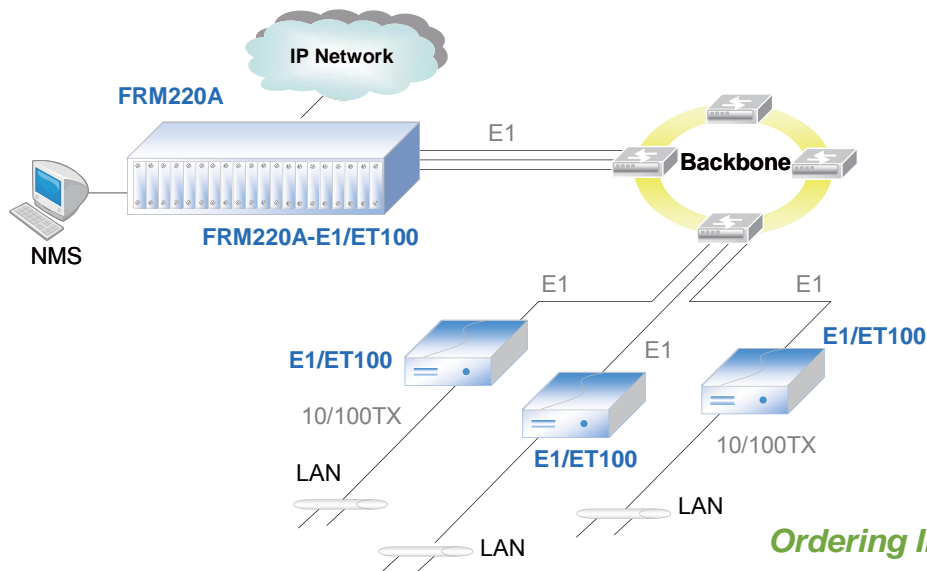 IP Network
FRM220A
E1
Backbone
FRM220A-E1/ET100
NMS
E1
E1/ET100
E1
E1/ET100
10/100TX
10/100TX
E1/ET100
LAN
LAN
LAN
Ordering